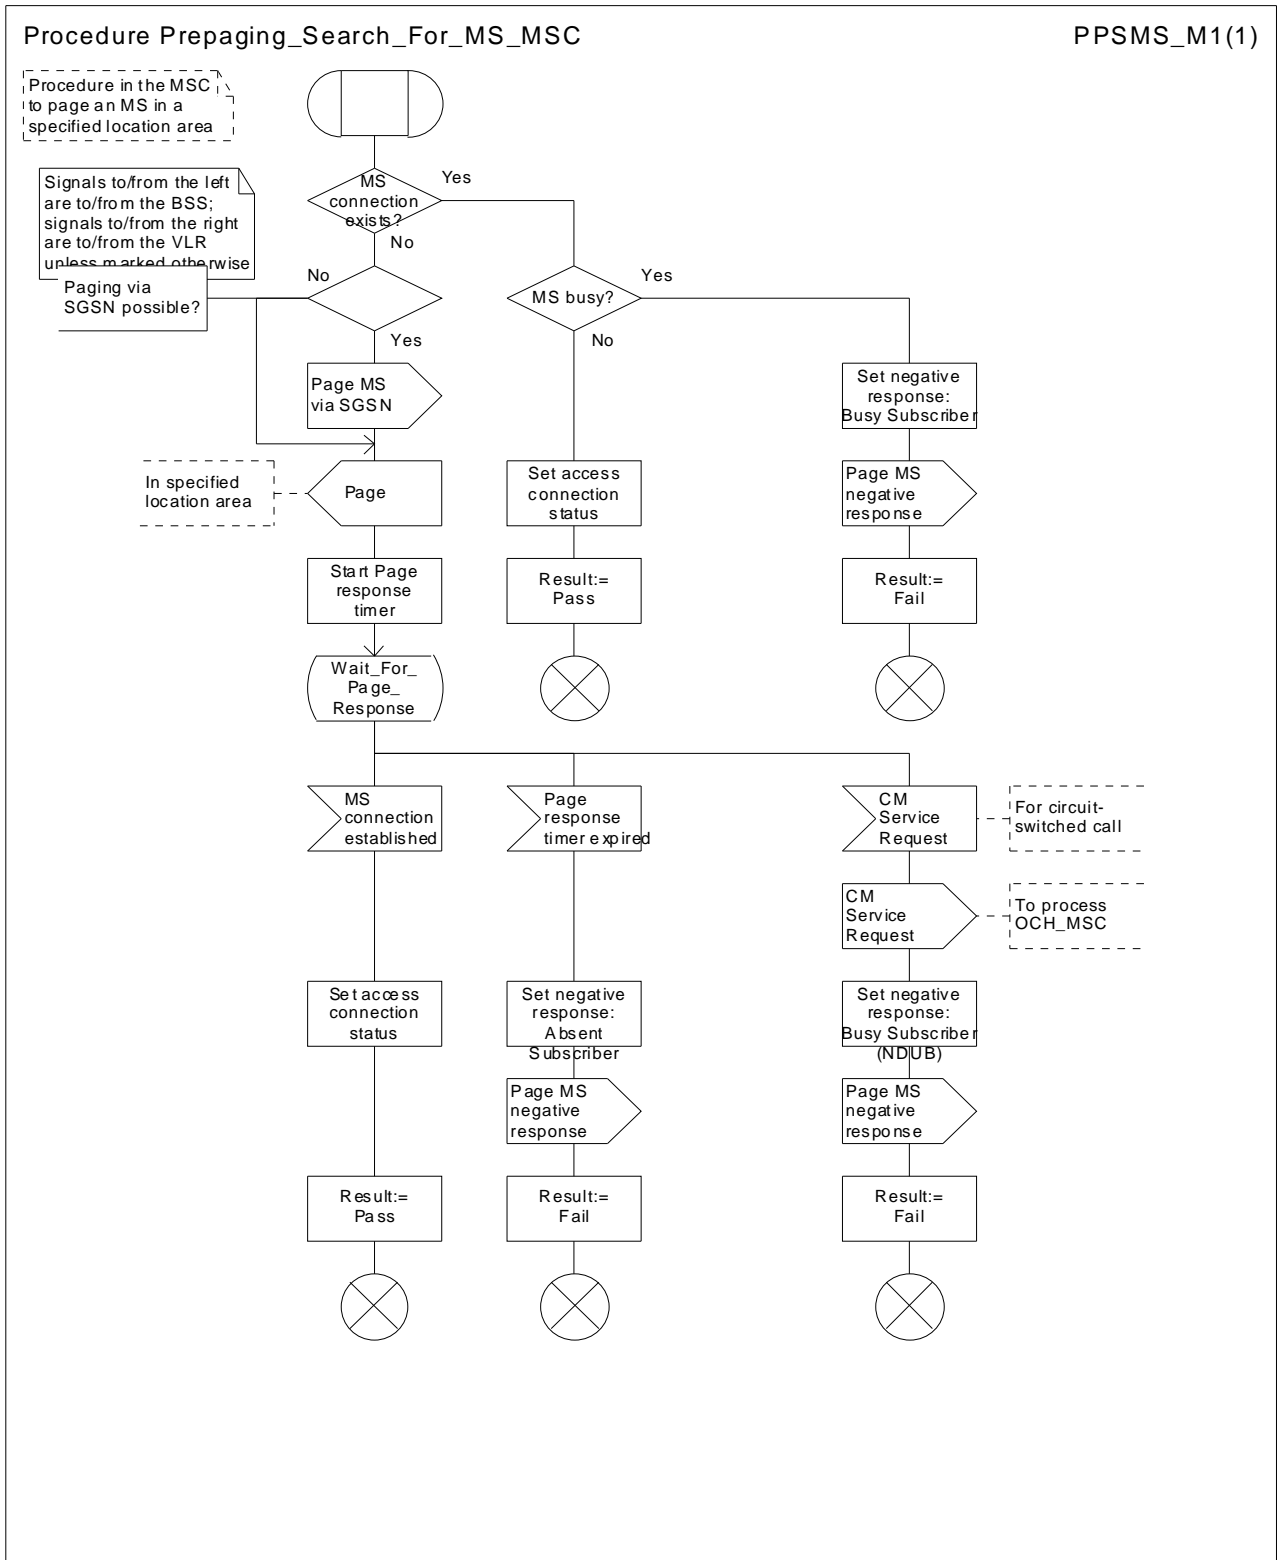 Procedure Prepaging_Search_For_MS_MSC
PPSMS_M1(1)
Procedure in the MSC
to page an MS in a
specified location area
Signals to/from the left
are to/from the BSS;
signals to/from the right
are to/from the VLR
unless marked otherwise
MS
connection
exists?
Yes
No
Paging via
SGSN possible?
No
Yes
MS busy?
Yes
No
Page MS
via SGSN
Set negative
response:
Busy Subscriber
In specified
location area
Page
Set access
connection
status
Page MS
negative
response
Start Page
response
timer
Result:=
Pass
Result:=
Fail
Wait_For_
Page_
Response
MS
connection
established
Page
response
timer expired
CM
Service
Request
For circuit-
switched call
CM
Service
Request
To process
OCH_MSC
Set access
connection
status
Set negative
response:
Absent
Subscriber
Set negative
response:
Busy Subscriber
(NDUB)
Page MS
negative
response
Page MS
negative
response
Result:=
Pass
Result:=
Fail
Result:=
Fail